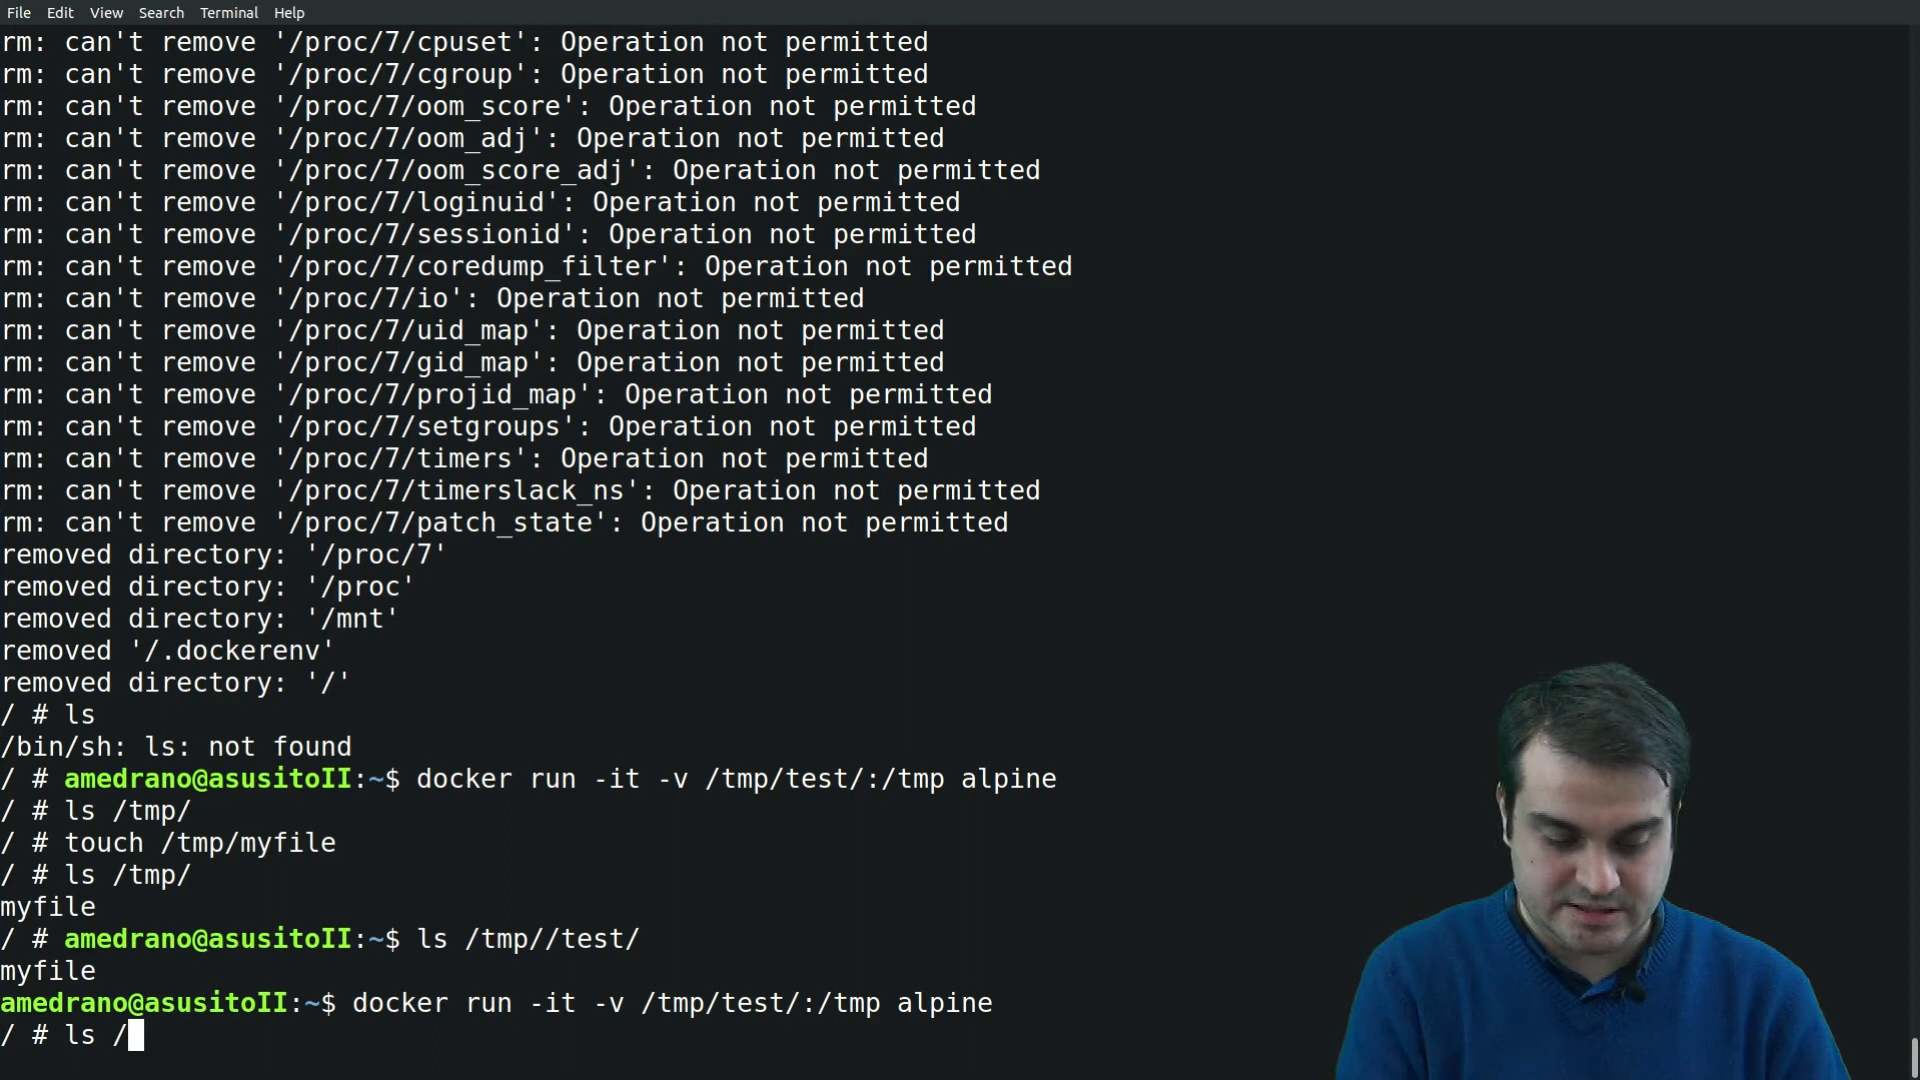 File Edit View Search Terminal Help
rm: can't remove '/proc/7/cpuset': Operation not permitted
rm: can't remove '/proc/7/cgroup': Operation not permitted
rm: can't remove '/proc/7/oom_score': Operation not permitted
rm: can't remove '/proc/7/oom_adj': Operation not permitted
rm: can't remove '/proc/7/oom_score_adj': Operation not permitted
rm: can't remove '/proc/7/loginuid': Operation not permitted
rm: can't remove '/proc/7/sessionid': Operation not permitted
rm: can't remove '/proc/7/coredump_filter': Operation not permitted
rm: can't remove '/proc/7/io': Operation not permitted
rm: can't remove '/proc/7/uid_map': Operation not permitted
rm: can't remove '/proc/7/gid_map': Operation not permitted
rm: can't remove '/proc/7/projid_map': Operation not permitted
rm: can't remove '/proc/7/setgroups': Operation not permitted
rm: can't remove '/proc/7/timers': Operation not permitted
rm: can't remove '/proc/7/timerslack_ns': Operation not permitted
rm: can't remove '/proc/7/patch_state': Operation not permitted
removed directory: '/proc/7'
removed directory: '/proc'
removed directory: '/mnt'
removed '/.dockerenv'
removed directory: '/'
/ # ls
/bin/sh: ls: not found
/ # amedrano@asusitoII:~$ docker run -it -v /tmp/test/:/tmp alpine
/ # ls /tmp/
/ # touch /tmp/myfile
/ # ls /tmp/
myfile
/ # amedrano@asusitoII:~$ ls /tmp//test/
myfile
amedrano@asusitoII:~$ docker run -it -v /tmp/test/:/tmp alpine
/ # ls /